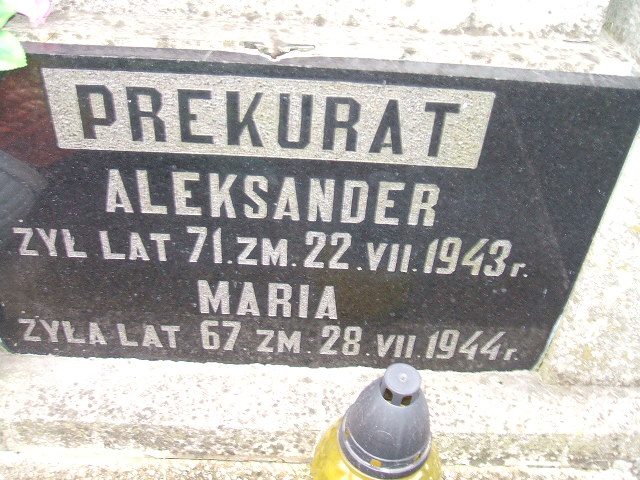 PREKURAT
ALEKSANDER
ŻYŁ LAT 71. ZM. 22. VII. 1943 r.
MARIA
ŻYŁA LAT 67 ZM 28 VII 1944 r.